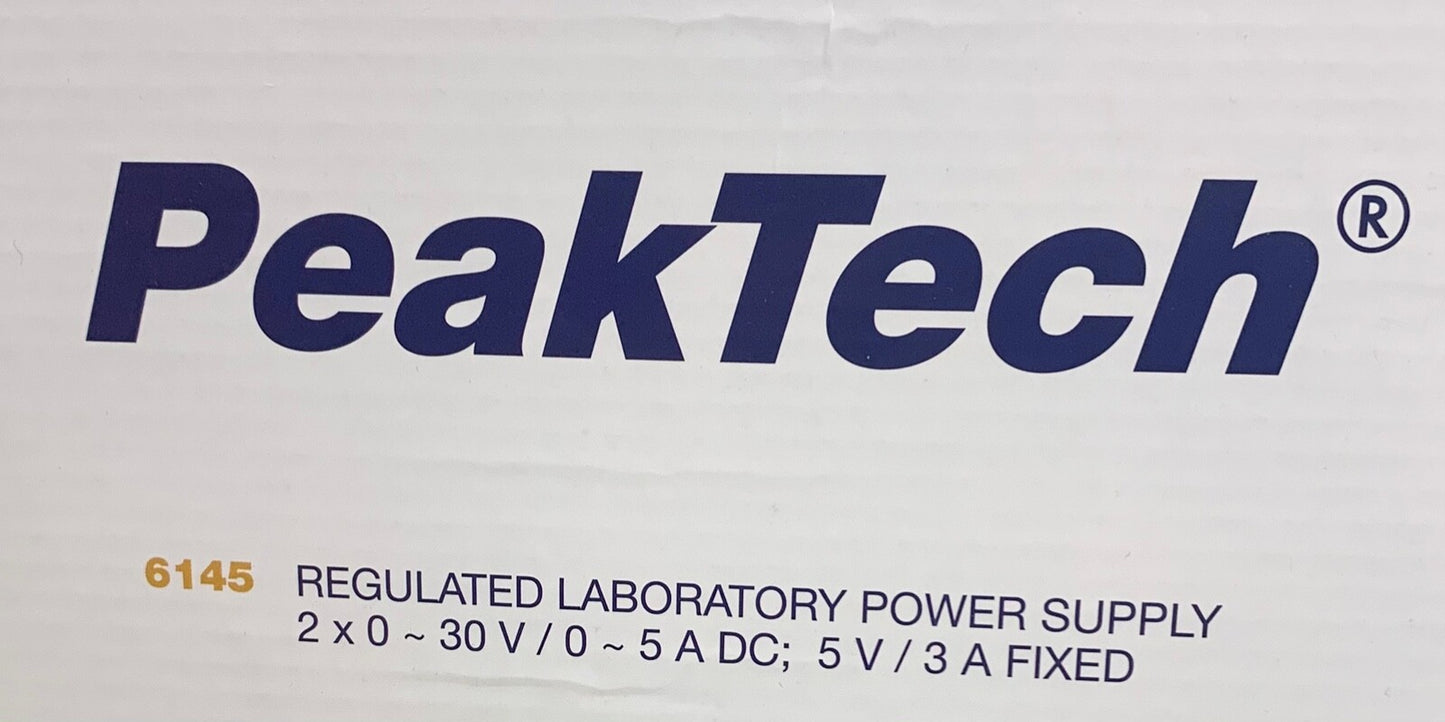 PeakTech®
6145 REGULATED LABORATORY POWER SUPPLY
2 x 0 ~ 30 V / 0 ~ 5 A DC; 5 V / 3 A FIXED